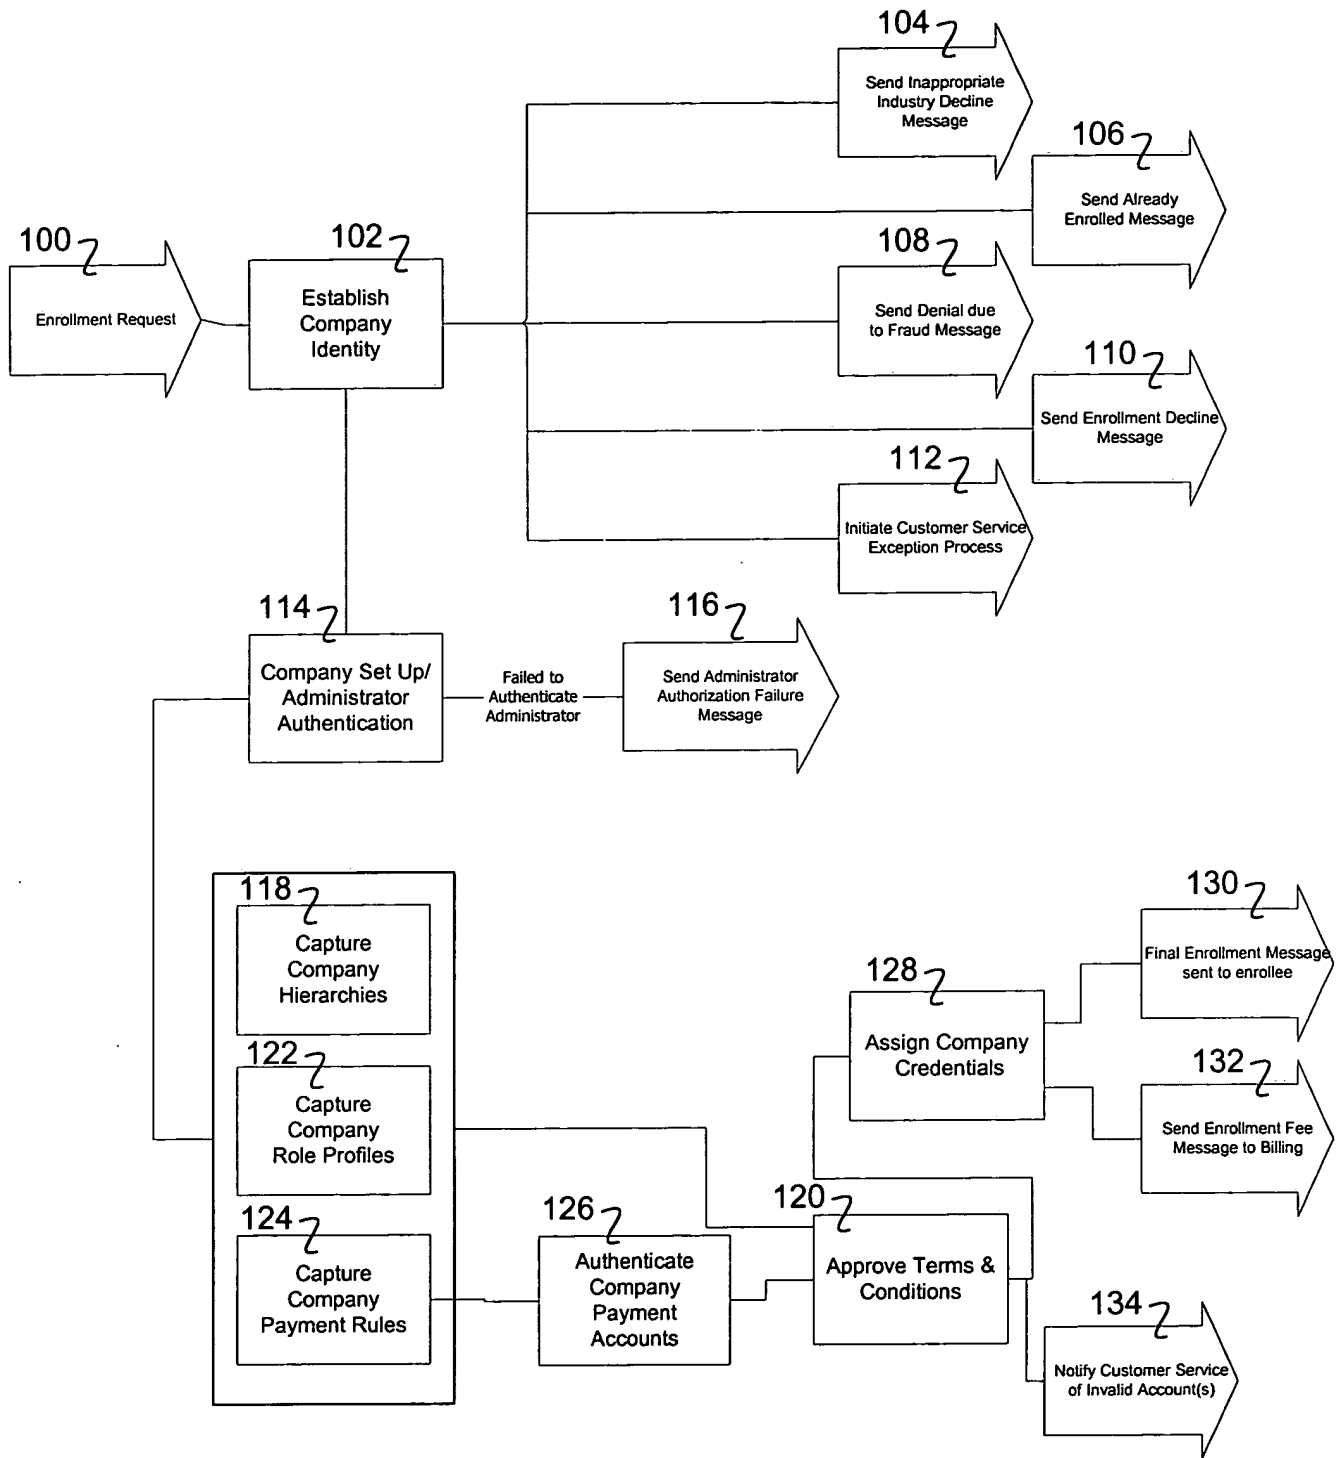 104
Send Inappropriate
Industry Decline
Message
106
Send Already
Enrolled Message
100
Enrollment Request
102
Establish
Company
Identity
108
Send Denial due
to Fraud Message
110
Send Enrollment Decline
Message
112
Initiate Customer Service
Exception Process
114
Company Set Up/
Administrator
Authentication
Failed to
Authenticate
Administrator
116
Send Administrator
Authorization Failure
Message
118
Capture
Company
Hierarchies
122
Capture
Company
Role Profiles
124
Capture
Company
Payment Rules
126
Authenticate
Company
Payment
Accounts
120
Approve Terms &
Conditions
128
Assign Company
Credentials
130
Final Enrollment Message
sent to enrollee
132
Send Enrollment Fee
Message to Billing
134
Notify Customer Service
of Invalid Account(s)